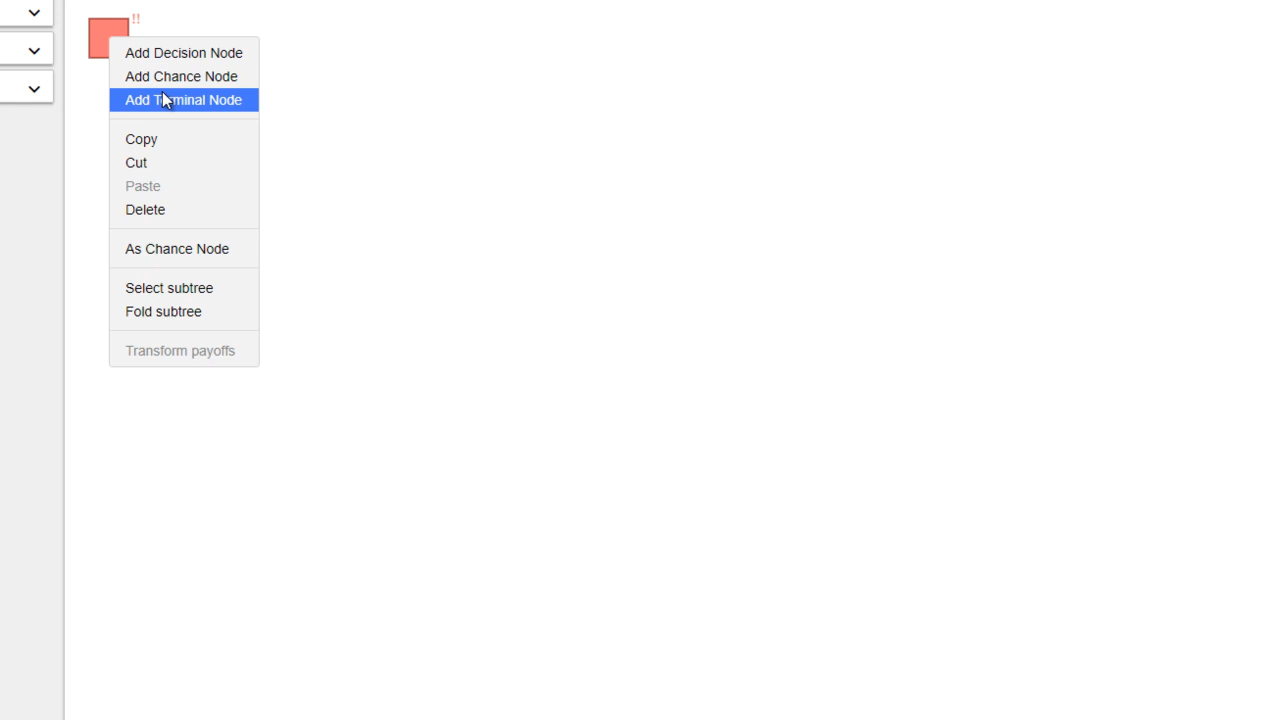 !!
Add Decision Node
Add Chance Node
Add Terminal Node
Copy
Cut
Paste
Delete
As Chance Node
Select subtree
Fold subtree
Transform payoffs